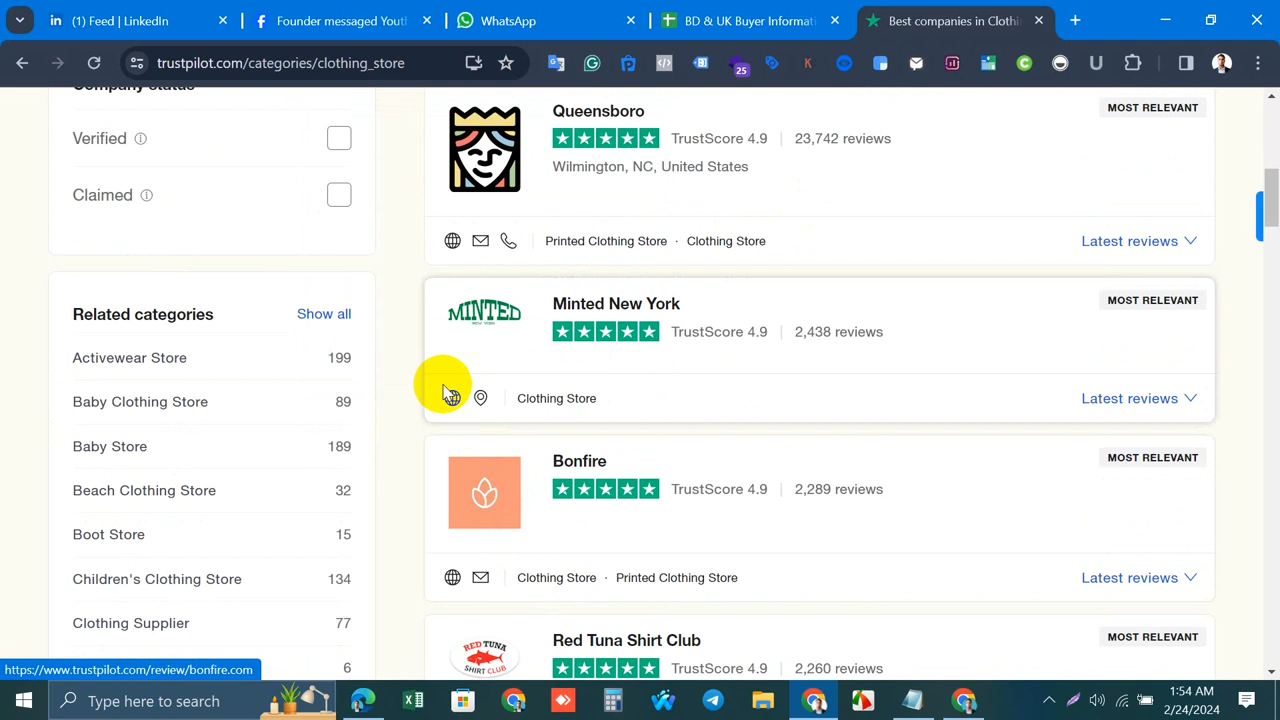 (1) Feed | LinkedIn
Founder messaged Yout
WhatsApp
BD & UK Buyer Informati
Best companies in Clothi
trustpilot.com/categories/clothing_store
25
K
C
U
Company status
Verified
Claimed
Related categories
Show all
Activewear Store 199
Baby Clothing Store 89
Baby Store 189
Beach Clothing Store 32
Boot Store 15
Children's Clothing Store 134
Clothing Supplier 77
6
Queensboro
MOST RELEVANT
TrustScore 4.9 | 23,742 reviews
Wilmington, NC, United States
Printed Clothing Store · Clothing Store
Latest reviews
MINTED
NEW YORK
Minted New York
MOST RELEVANT
TrustScore 4.9 | 2,438 reviews
Clothing Store
Latest reviews
Bonfire
MOST RELEVANT
TrustScore 4.9 | 2,289 reviews
Clothing Store · Printed Clothing Store
Latest reviews
RED TUNA
SHIRT CLUB
Red Tuna Shirt Club
MOST RELEVANT
TrustScore 4.9 | 2,260 reviews
https://www.trustpilot.com/review/bonfire.com
Type here to search
1:54 AM
2/24/2024